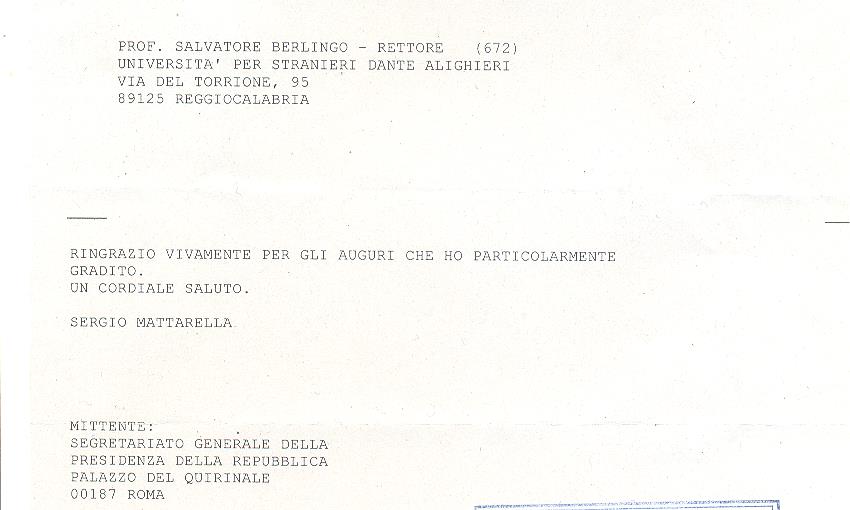 PROF. SALVATORE BERLINGO - RETTORE (672)
UNIVERSITA' PER STRANIERI DANTE ALIGHIERI
VIA DEL TORRIONE, 95
89125 REGGIOCALABRIA
RINGRAZIO VIVAMENTE PER GLI AUGURI CHE HO PARTICOLARMENTE
GRADITO.
UN CORDIALE SALUTO.
SERGIO MATTARELLA
MITTENTE:
SEGRETARIATO GENERALE DELLA
PRESIDENZA DELLA REPUBBLICA
PALAZZO DEL QUIRINALE
00187 ROMA